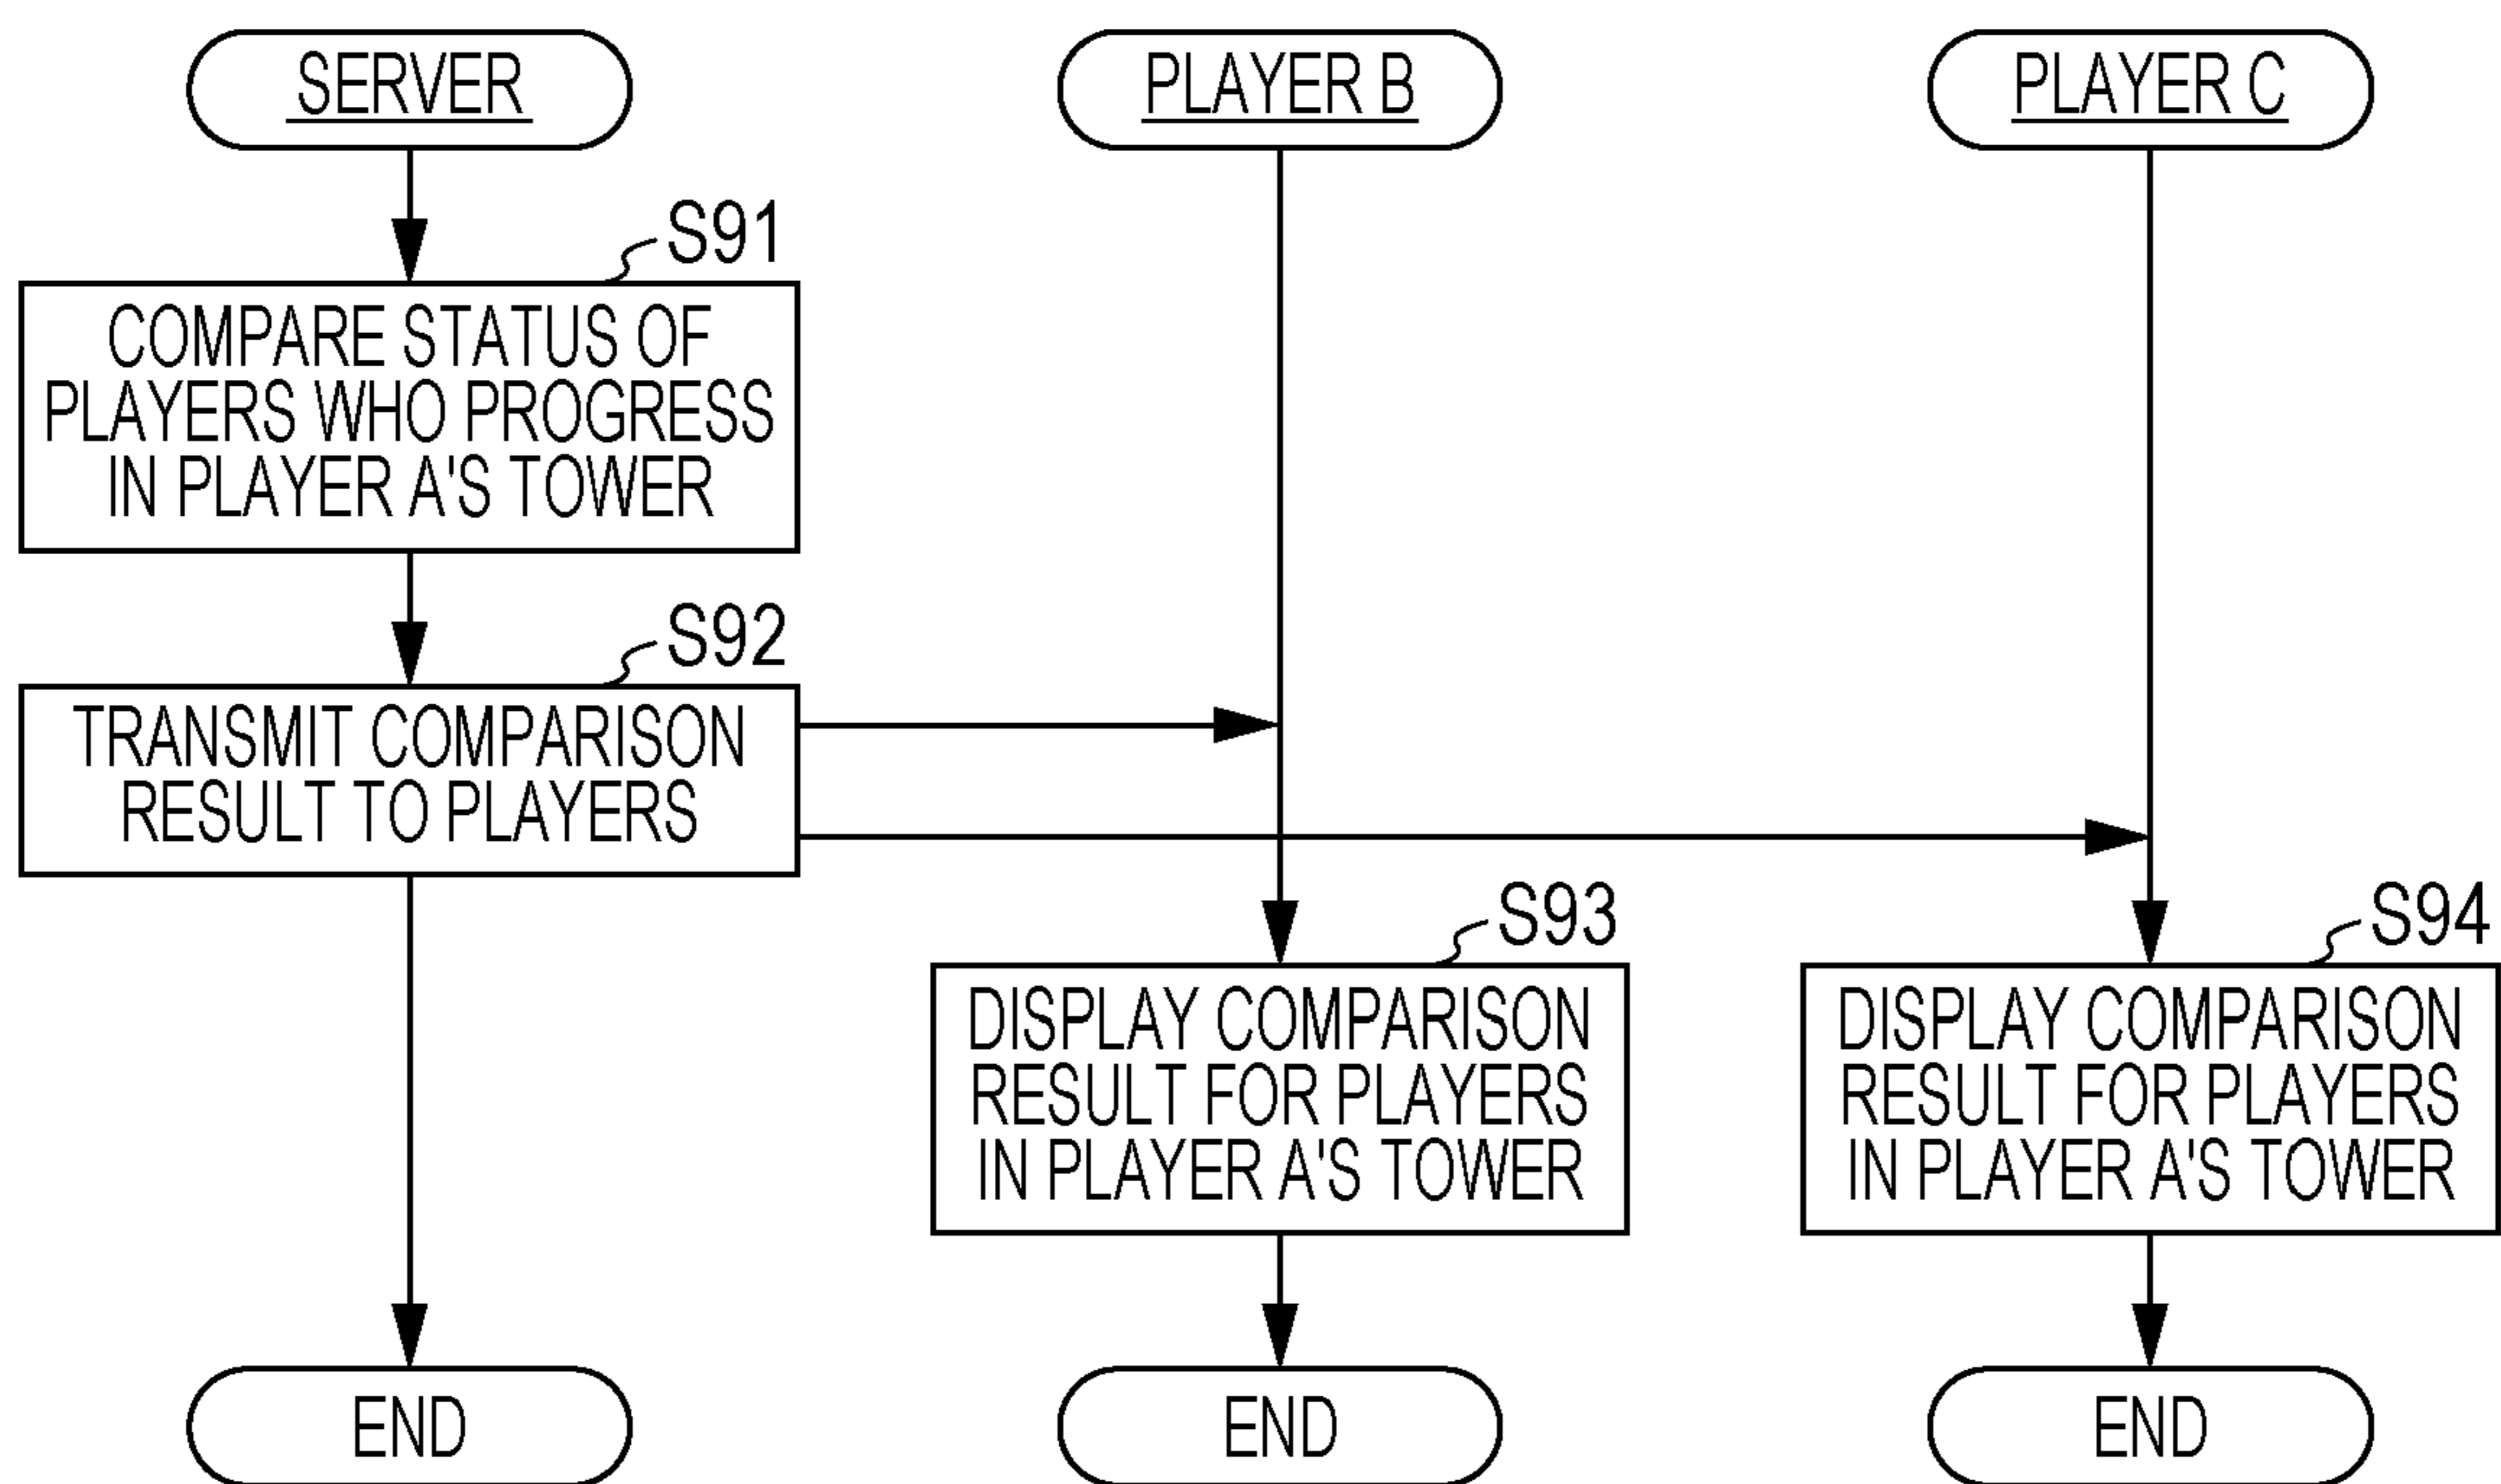 SERVER
PLAYER B
PLAYER C
S91
COMPARE STATUS OF
PLAYERS WHO PROGRESS
IN PLAYER A'S TOWER
S92
TRANSMIT COMPARISON
RESULT TO PLAYERS
S93
DISPLAY COMPARISON
RESULT FOR PLAYERS
IN PLAYER A'S TOWER
S94
DISPLAY COMPARISON
RESULT FOR PLAYERS
IN PLAYER A'S TOWER
END
END
END